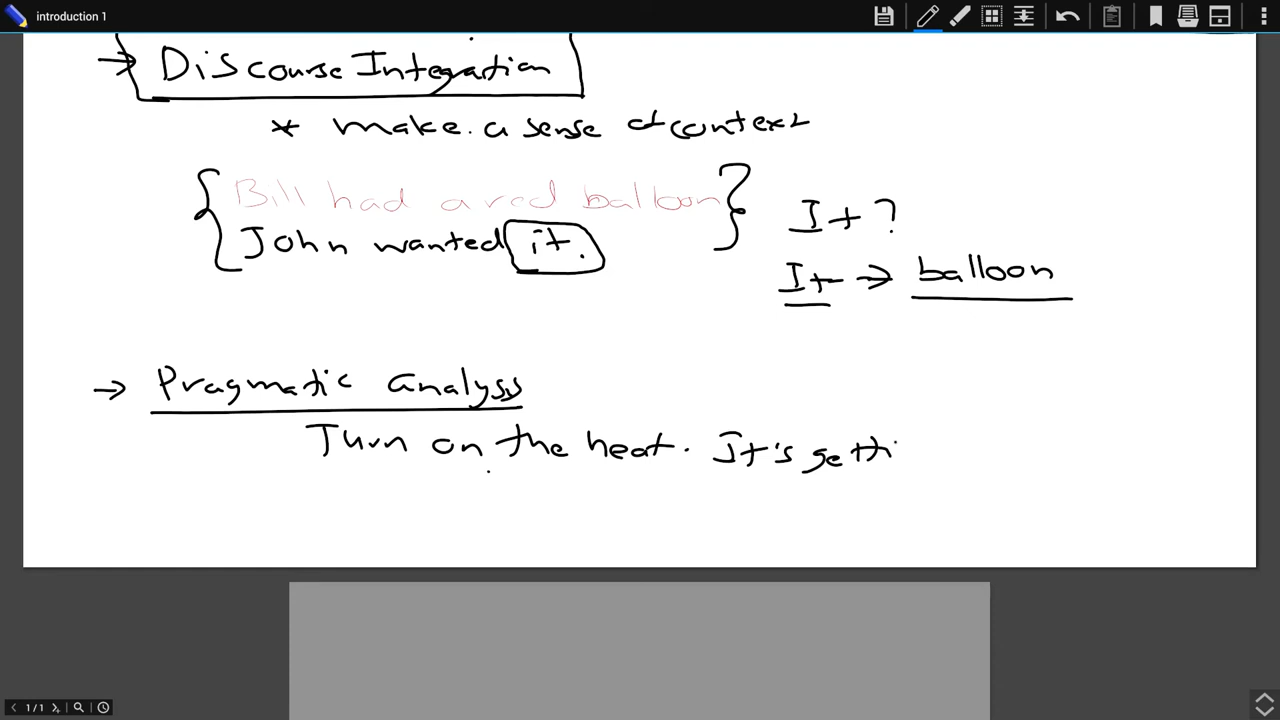 introduction 1
→ Discourse Integration
* make a sense of context
Bill had a red balloon
John wanted it.
It?
It → balloon
→ Pragmatic analysis
Turn on the heat. It's getti
1/1